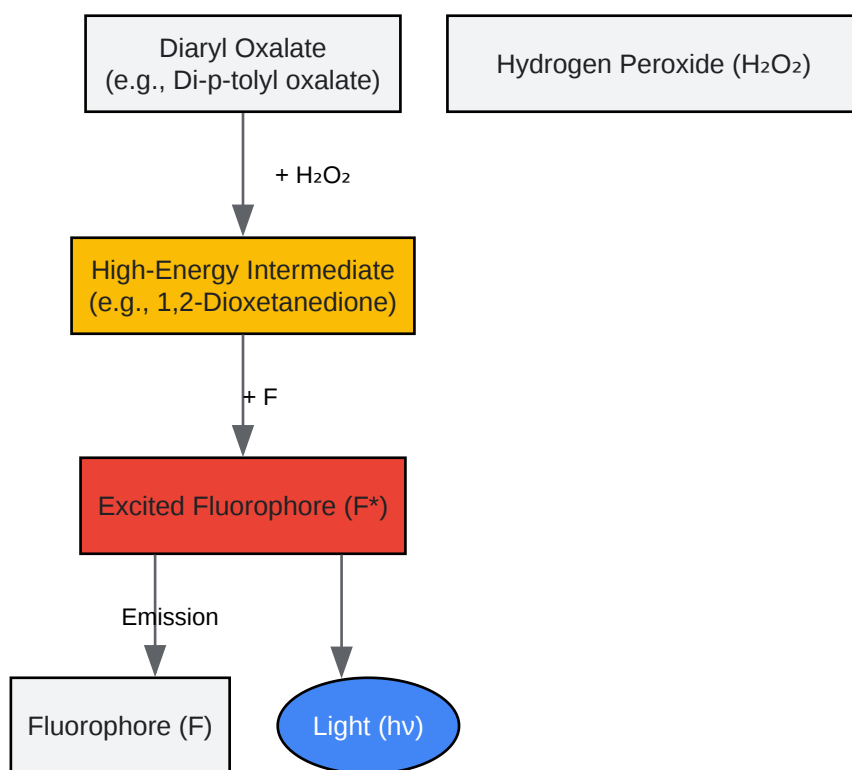 Diaryl Oxalate
(e.g., Di-p-tolyl oxalate)
Hydrogen Peroxide (H₂O₂)
+ H₂O₂
High-Energy Intermediate
(e.g., 1,2-Dioxetanedione)
+ F
Excited Fluorophore (F*)
Emission
Fluorophore (F)
Light (hν)